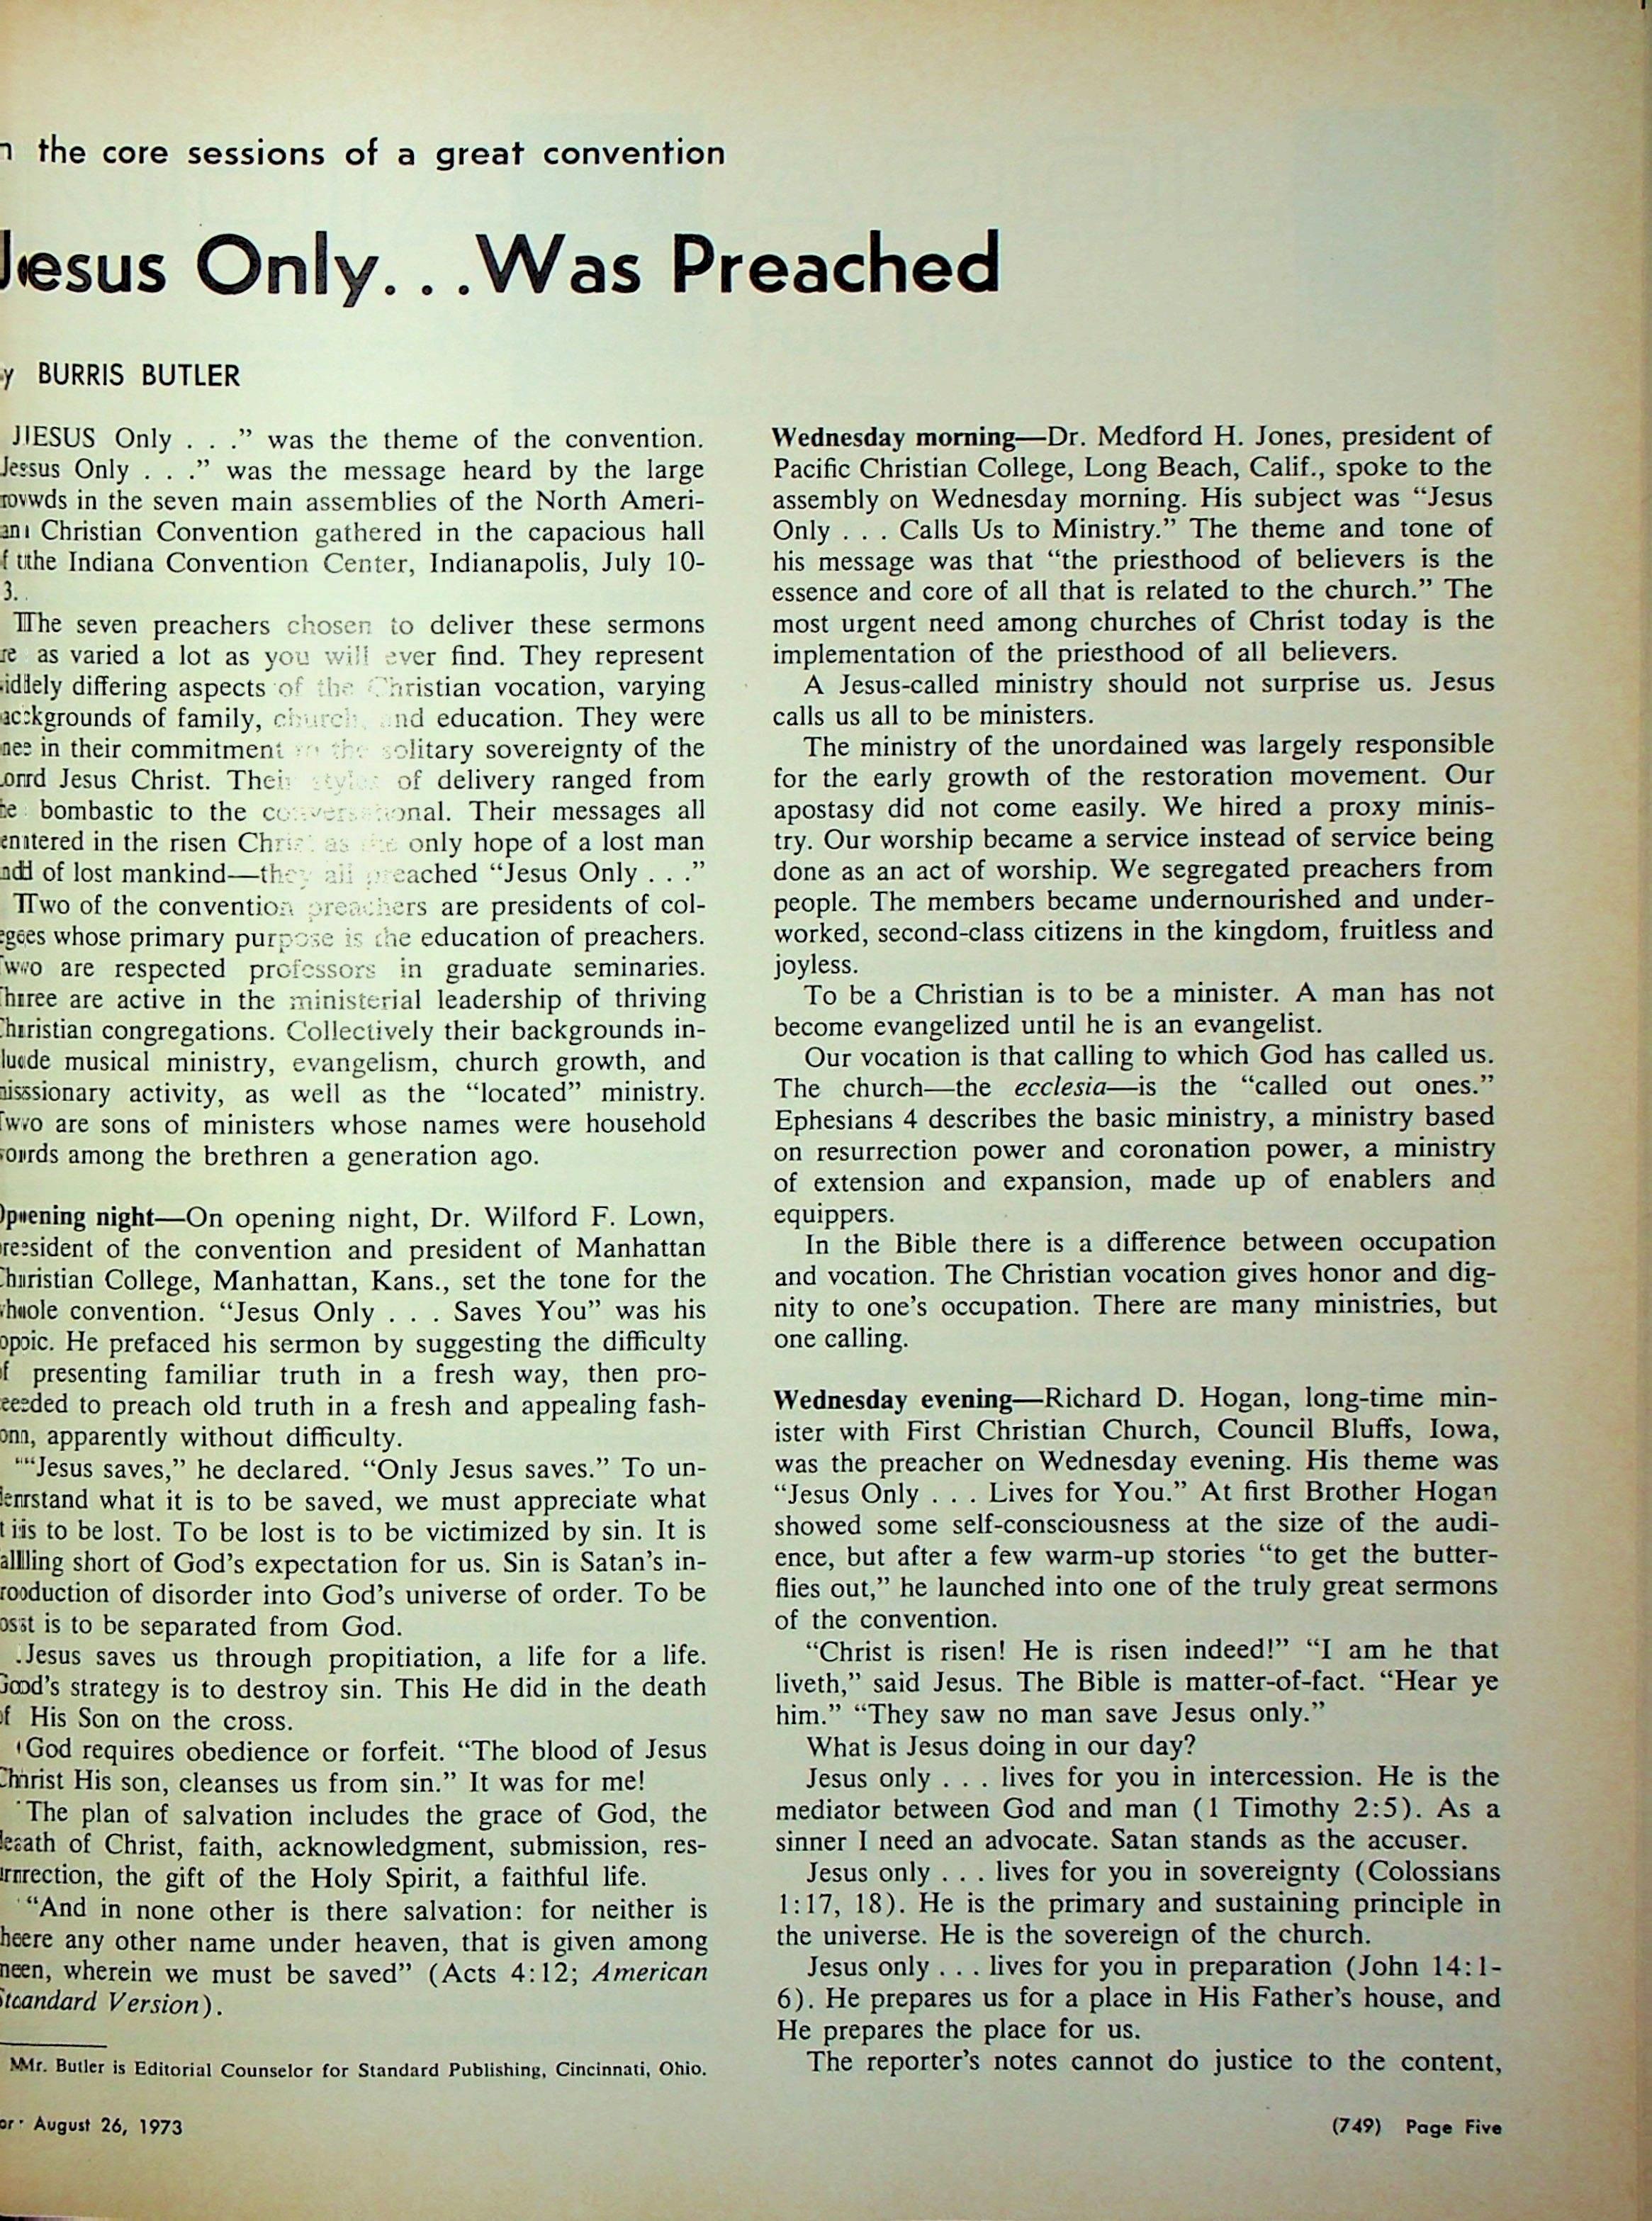 n the core sessions of a great convention
Jesus Only. . .Was Preached
y BURRIS BUTLER
JESUS Only . . .” was the theme of the convention.
Jesus Only . . .” was the message heard by the large
rowds in the seven main assemblies of the North Ameri-
an Christian Convention gathered in the capacious hall
f the Indiana Convention Center, Indianapolis, July 10-
3.
The seven preachers chosen to deliver these sermons
re as varied a lot as you will ever find. They represent
idely differing aspects of the Christian vocation, varying
ackgrounds of family, church, and education. They were
ne in their commitment to the solitary sovereignty of the
Lord Jesus Christ. Their styles of delivery ranged from
he bombastic to the conversational. Their messages all
entered in the risen Christ as the only hope of a lost man
nd of lost mankind—they all preached “Jesus Only . . .”
Two of the convention preachers are presidents of col-
eges whose primary purpose is the education of preachers.
Two are respected professors in graduate seminaries.
Three are active in the ministerial leadership of thriving
Christian congregations. Collectively their backgrounds in-
lude musical ministry, evangelism, church growth, and
missionary activity, as well as the “located” ministry.
Two are sons of ministers whose names were household
ords among the brethren a generation ago.
Opening night—On opening night, Dr. Wilford F. Lown,
president of the convention and president of Manhattan
Christian College, Manhattan, Kans., set the tone for the
whole convention. “Jesus Only . . . Saves You” was his
opic. He prefaced his sermon by suggesting the difficulty
of presenting familiar truth in a fresh way, then pro-
eeded to preach old truth in a fresh and appealing fash-
on, apparently without difficulty.
“Jesus saves,” he declared. “Only Jesus saves.” To un-
derstand what it is to be saved, we must appreciate what
t is to be lost. To be lost is to be victimized by sin. It is
alling short of God’s expectation for us. Sin is Satan’s in-
roduction of disorder into God’s universe of order. To be
ost is to be separated from God.
Jesus saves us through propitiation, a life for a life.
God’s strategy is to destroy sin. This He did in the death
of His Son on the cross.
God requires obedience or forfeit. “The blood of Jesus
Christ His son, cleanses us from sin.” It was for me!
The plan of salvation includes the grace of God, the
death of Christ, faith, acknowledgment, submission, res-
urrection, the gift of the Holy Spirit, a faithful life.
“And in none other is there salvation: for neither is
here any other name under heaven, that is given among
men, wherein we must be saved” (Acts 4:12; American
Standard Version).
Mr. Butler is Editorial Counselor for Standard Publishing, Cincinnati, Ohio.
Wednesday morning—Dr. Medford H. Jones, president of
Pacific Christian College, Long Beach, Calif., spoke to the
assembly on Wednesday morning. His subject was “Jesus
Only . . . Calls Us to Ministry.” The theme and tone of
his message was that “the priesthood of believers is the
essence and core of all that is related to the church.” The
most urgent need among churches of Christ today is the
implementation of the priesthood of all believers.
A Jesus-called ministry should not surprise us. Jesus
calls us all to be ministers.
The ministry of the unordained was largely responsible
for the early growth of the restoration movement. Our
apostasy did not come easily. We hired a proxy minis-
try. Our worship became a service instead of service being
done as an act of worship. We segregated preachers from
people. The members became undernourished and under-
worked, second-class citizens in the kingdom, fruitless and
joyless.
To be a Christian is to be a minister. A man has not
become evangelized until he is an evangelist.
Our vocation is that calling to which God has called us.
The church—the ecclesia—is the “called out ones.”
Ephesians 4 describes the basic ministry, a ministry based
on resurrection power and coronation power, a ministry
of extension and expansion, made up of enablers and
equippers.
In the Bible there is a difference between occupation
and vocation. The Christian vocation gives honor and dig-
nity to one’s occupation. There are many ministries, but
one calling.
Wednesday evening—Richard D. Hogan, long-time min-
ister with First Christian Church, Council Bluffs, Iowa,
was the preacher on Wednesday evening. His theme was
“Jesus Only . . . Lives for You.” At first Brother Hogan
showed some self-consciousness at the size of the audi-
ence, but after a few warm-up stories “to get the butter-
flies out,” he launched into one of the truly great sermons
of the convention.
“Christ is risen! He is risen indeed!” “I am he that
liveth,” said Jesus. The Bible is matter-of-fact. “Hear ye
him.” “They saw no man save Jesus only.”
What is Jesus doing in our day?
Jesus only . . . lives for you in intercession. He is the
mediator between God and man (1 Timothy 2:5). As a
sinner I need an advocate. Satan stands as the accuser.
Jesus only . . . lives for you in sovereignty (Colossians
1:17, 18). He is the primary and sustaining principle in
the universe. He is the sovereign of the church.
Jesus only . . . lives for you in preparation (John 14:1-
6). He prepares us for a place in His Father’s house, and
He prepares the place for us.
The reporter’s notes cannot do justice to the content,
or August 26, 1973
(749) Page Five